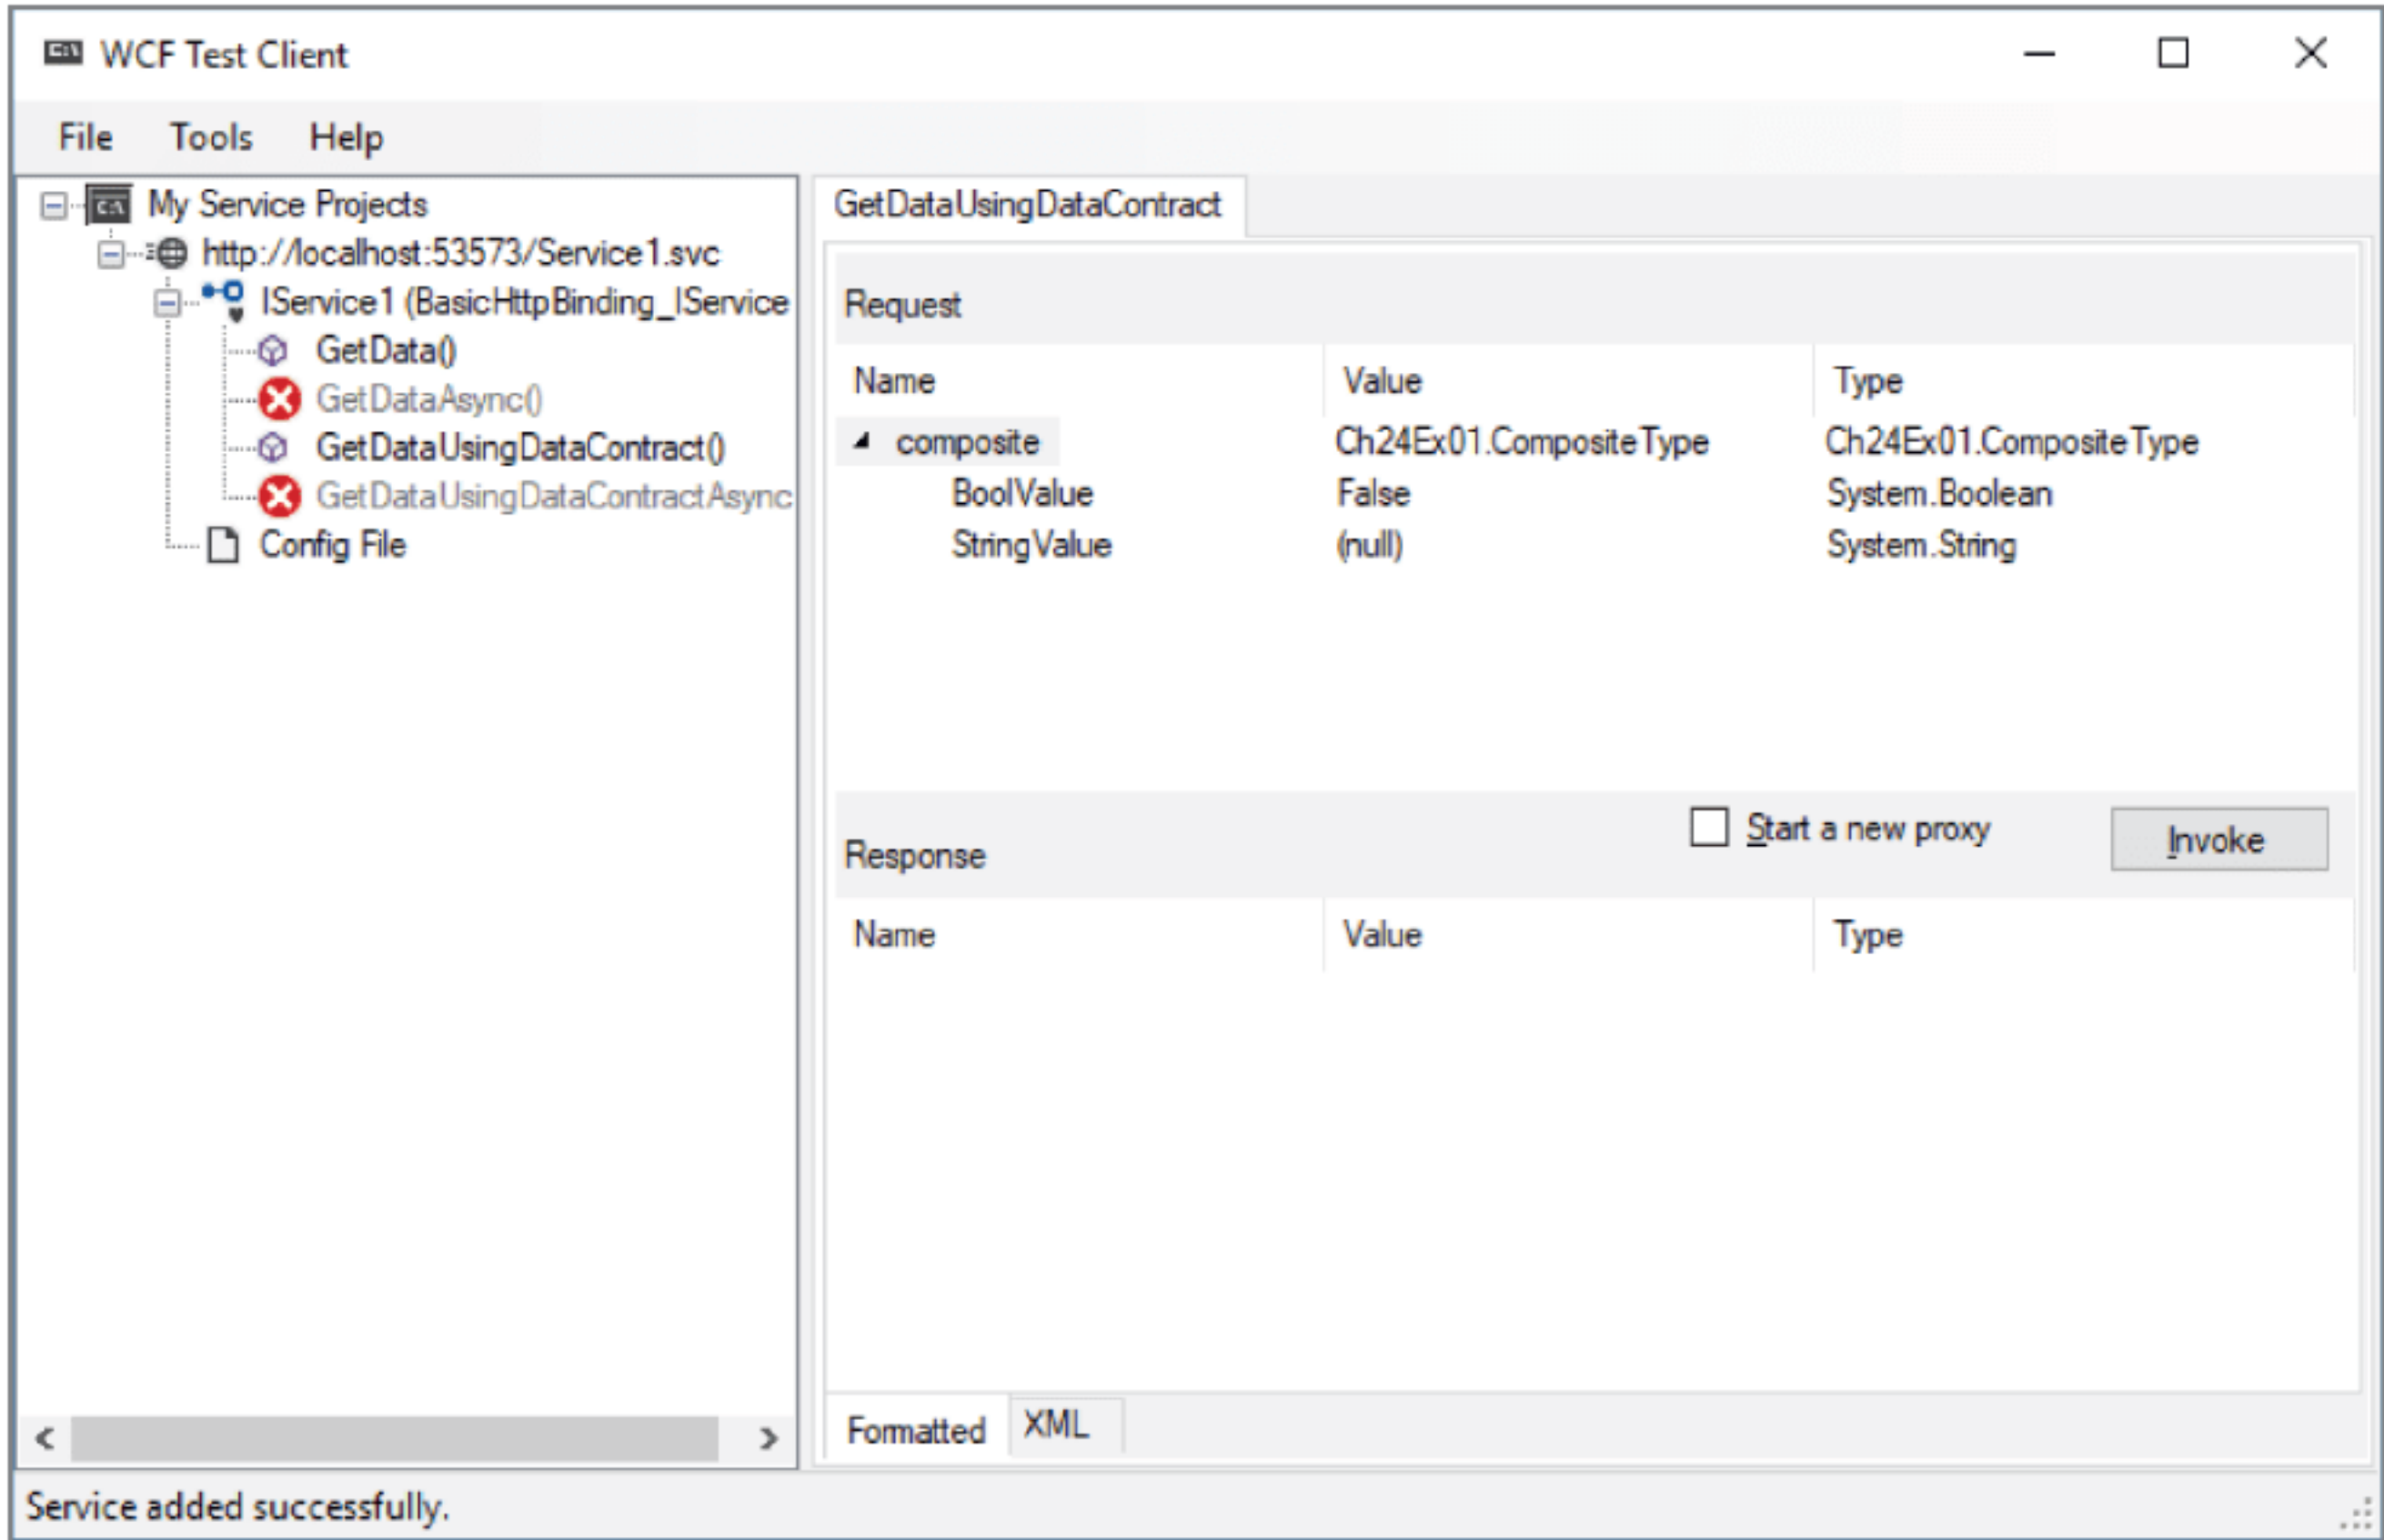 WCF Test Client
File Tools Help
My Service Projects
http://localhost:53573/Service1.svc
IService1 (BasicHttpBinding_IService
GetData()
GetDataAsync()
GetDataUsingDataContract()
GetDataUsingDataContractAsync
Config File
GetDataUsingDataContract
Request
Name Value Type
composite Ch24Ex01.CompositeType Ch24Ex01.CompositeType
BoolValue False System.Boolean
StringValue (null) System.String
Response Start a new proxy Invoke
Name Value Type
Formatted XML
Service added successfully.